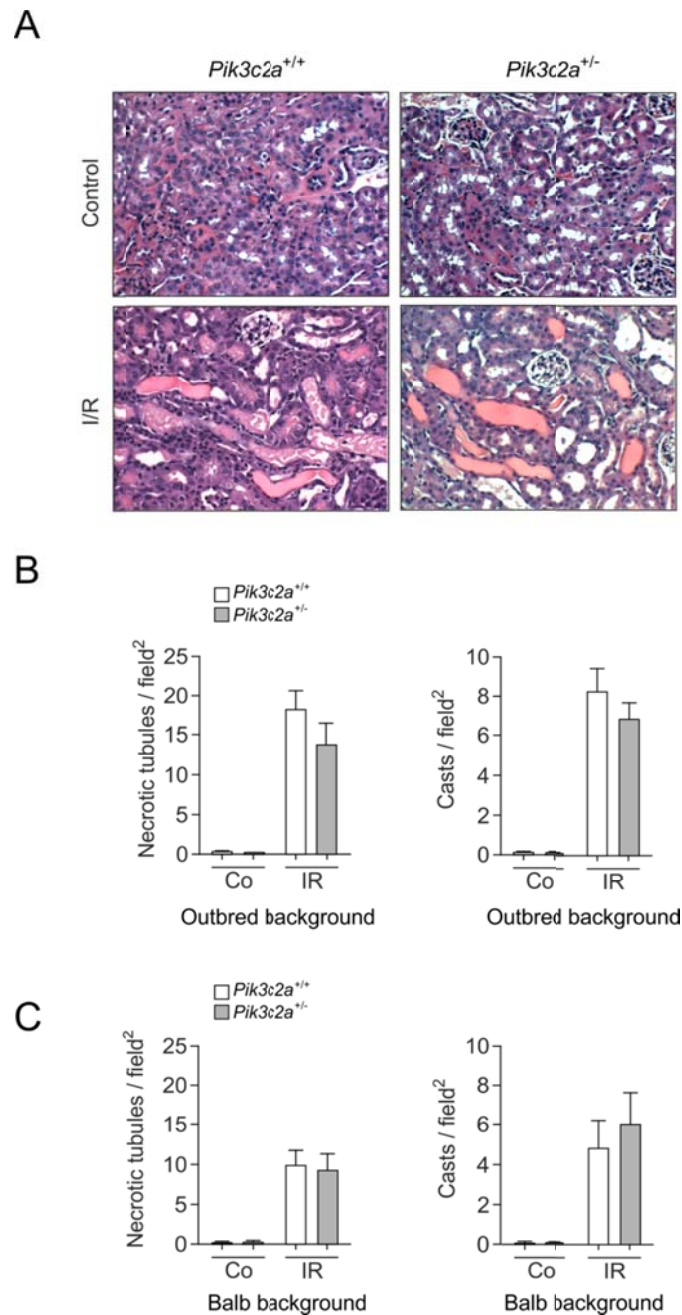 A
Pik3c2a+/+ Pik3c2a+/-
Control
I/R
B
Pik3c2a+/+
Pik3c2a+/-
Necrotic tubules / field2
25
20
15
10
5
0
Co IR
Outbred background
Casts / field2
10
8
6
4
2
0
Co IR
Outbred background
C
Pik3c2a+/+
Pik3c2a+/-
Necrotic tubules / field2
25
20
15
10
5
0
Co IR
Balb background
Casts / field2
10
8
6
4
2
0
Co IR
Balb background